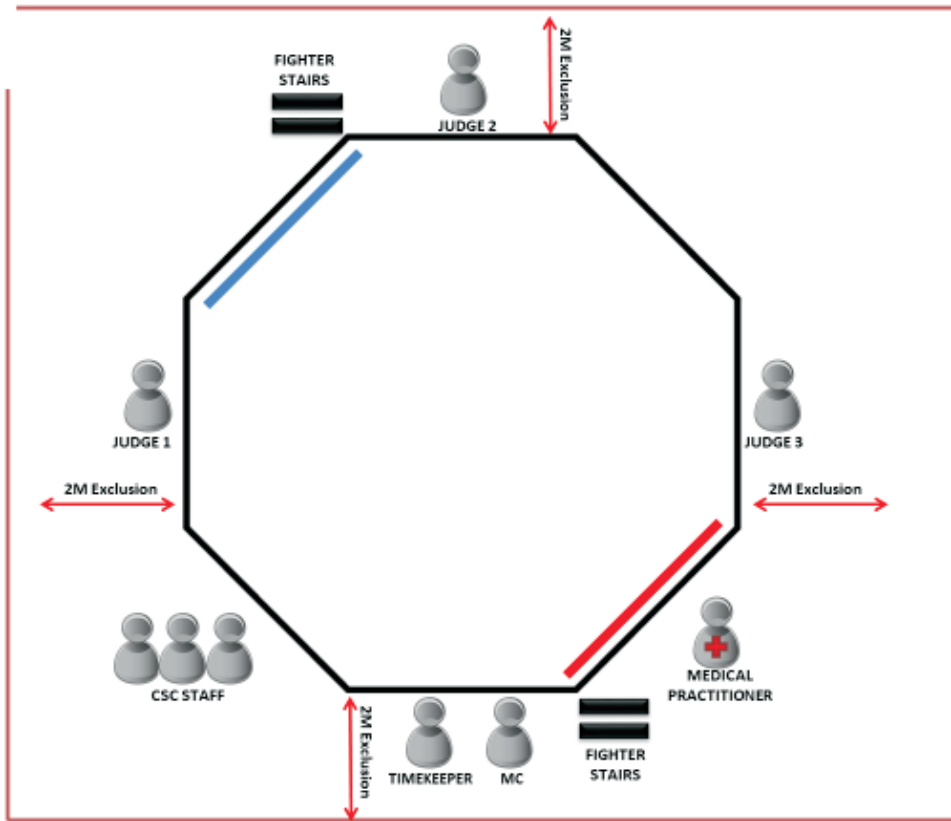 2M Exclusion
FIGHTER
STAIRS
JUDGE 2
JUDGE 1
JUDGE 3
2M Exclusion
2M Exclusion
CSC STAFF
MEDICAL
PRACTITIONER
2M Exclusion
TIMEKEEPER
MC
FIGHTER
STAIRS